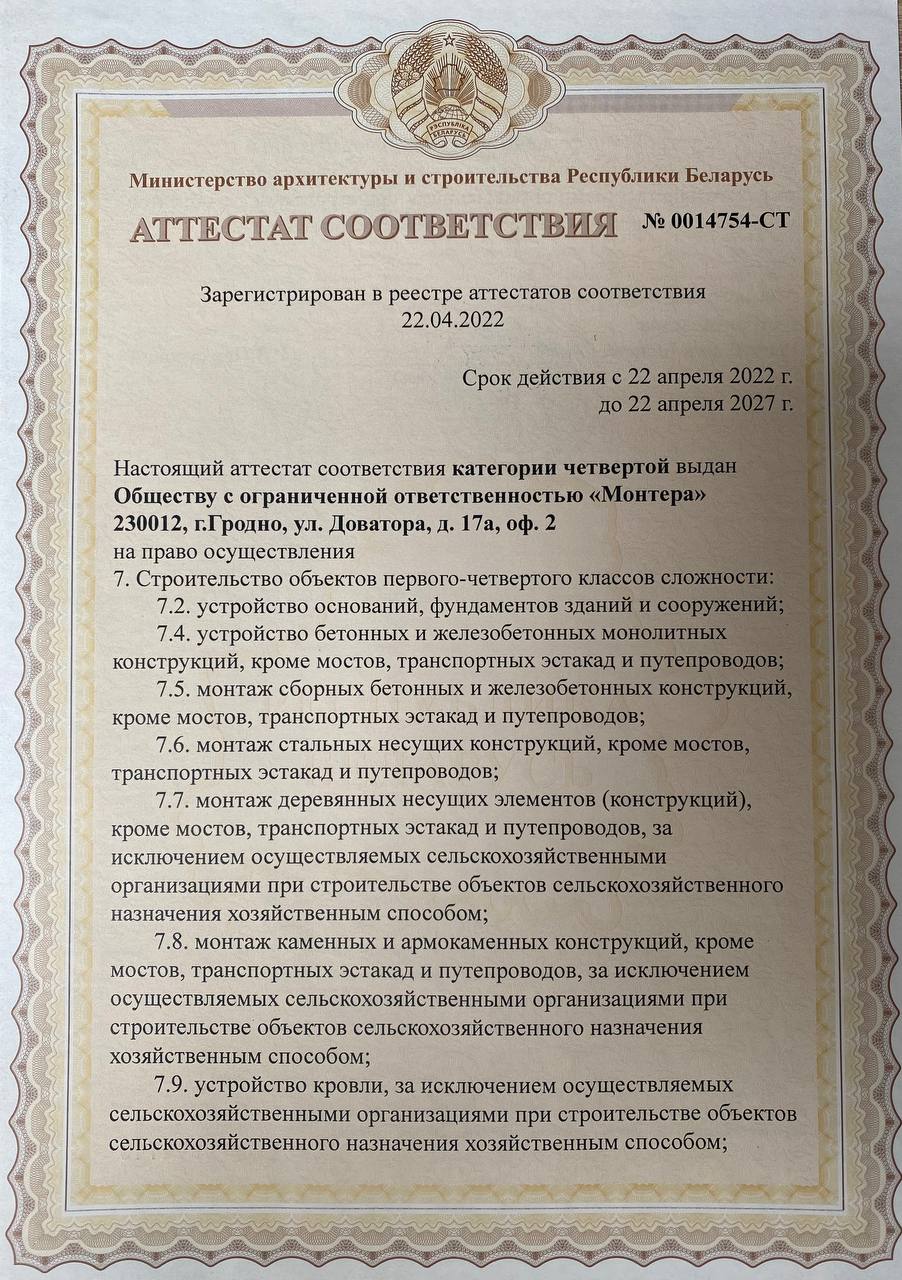 РЭСПУБЛІКА
БЕЛАРУСЬ
Министерство архитектуры и строительства Республики Беларусь
АТТЕСТАТ СООТВЕТСТВИЯ № 0014754-СТ
Зарегистрирован в реестре аттестатов соответствия
22.04.2022
Срок действия с 22 апреля 2022 г.
до 22 апреля 2027 г.
Настоящий аттестат соответствия категории четвертой выдан
Обществу с ограниченной ответственностью «Монтера»
230012, г.Гродно, ул. Доватора, д. 17а, оф. 2
на право осуществления
7. Строительство объектов первого-четвертого классов сложности:
7.2. устройство оснований, фундаментов зданий и сооружений;
7.4. устройство бетонных и железобетонных монолитных
конструкций, кроме мостов, транспортных эстакад и путепроводов;
7.5. монтаж сборных бетонных и железобетонных конструкций,
кроме мостов, транспортных эстакад и путепроводов;
7.6. монтаж стальных несущих конструкций, кроме мостов,
транспортных эстакад и путепроводов;
7.7. монтаж деревянных несущих элементов (конструкций),
кроме мостов, транспортных эстакад и путепроводов, за
исключением осуществляемых сельскохозяйственными
организациями при строительстве объектов сельскохозяйственного
назначения хозяйственным способом;
7.8. монтаж каменных и армокаменных конструкций, кроме
мостов, транспортных эстакад и путепроводов, за исключением
осуществляемых сельскохозяйственными организациями при
строительстве объектов сельскохозяйственного назначения
хозяйственным способом;
7.9. устройство кровли, за исключением осуществляемых
сельскохозяйственными организациями при строительстве объектов
сельскохозяйственного назначения хозяйственным способом;